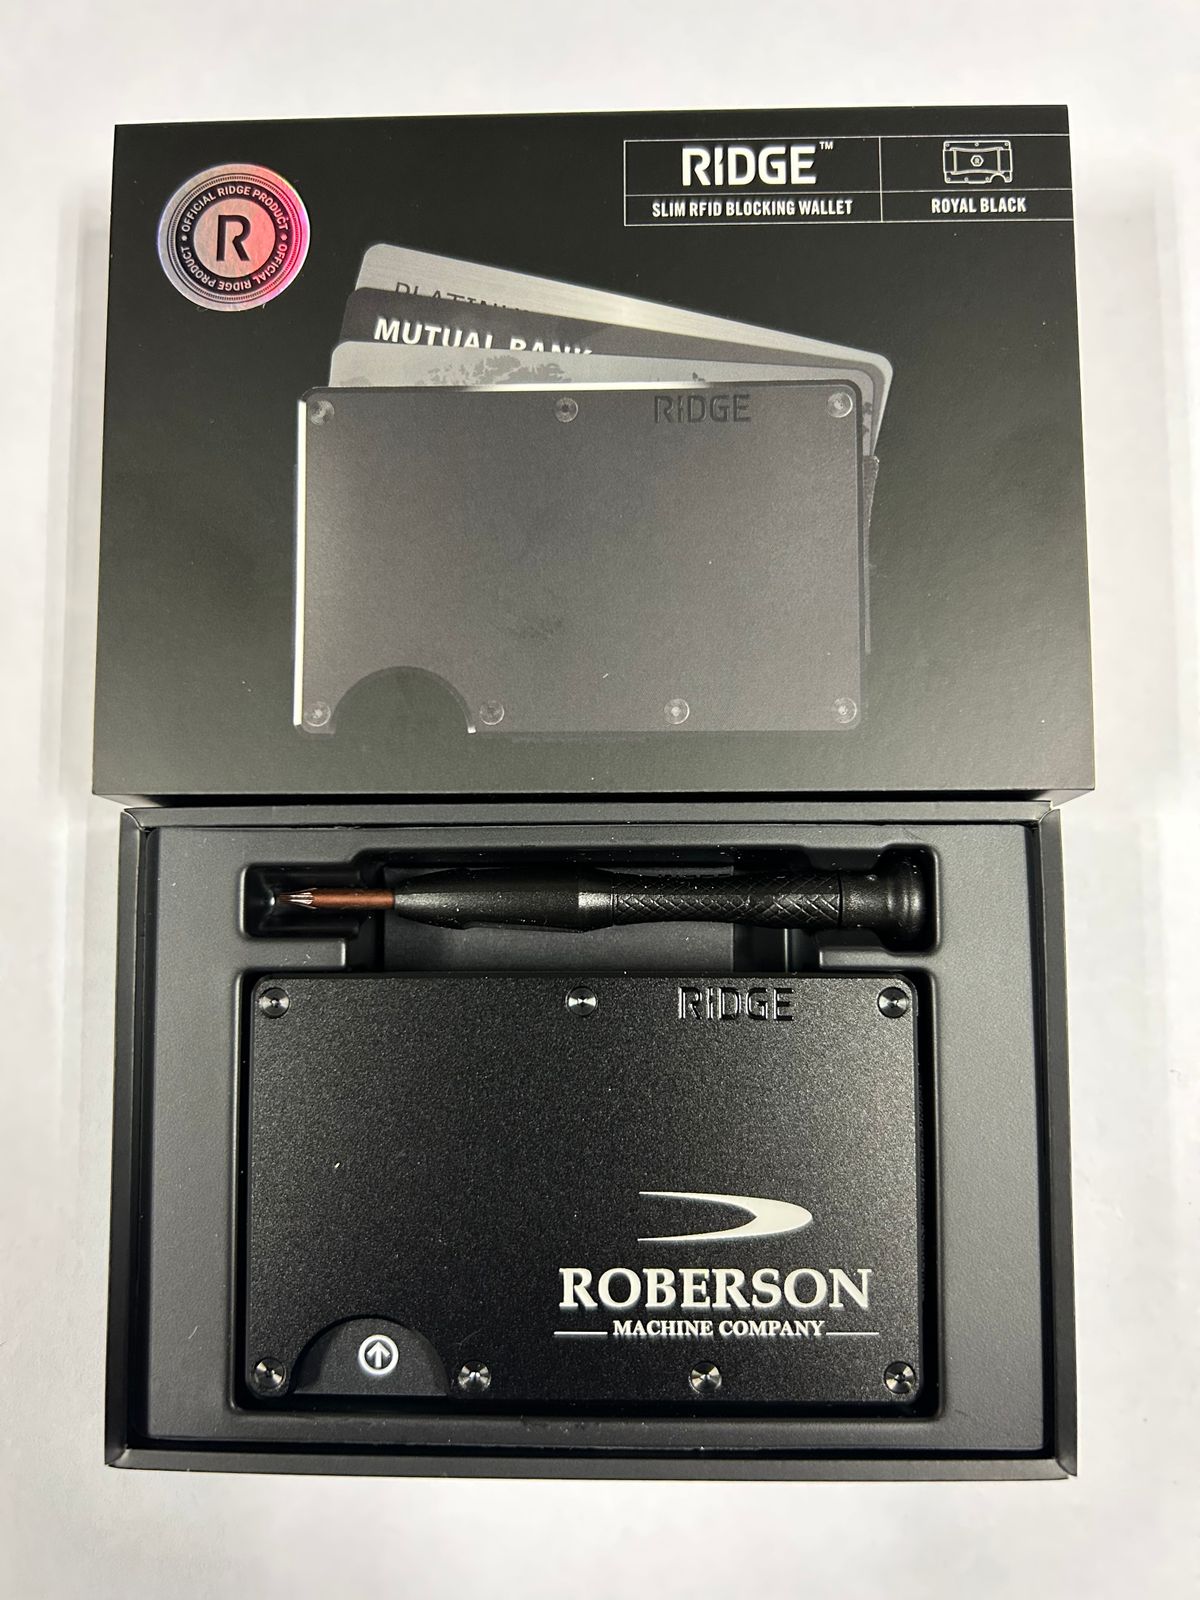 OFFICIAL RIDGE PRODUCT • OFFICIAL RIDGE PRODUCT •
R
RIDGE™
SLIM RFID BLOCKING WALLET
ROYAL BLACK
MUTUAL BANK
RIDGE
RIDGE
ROBERSON
MACHINE COMPANY